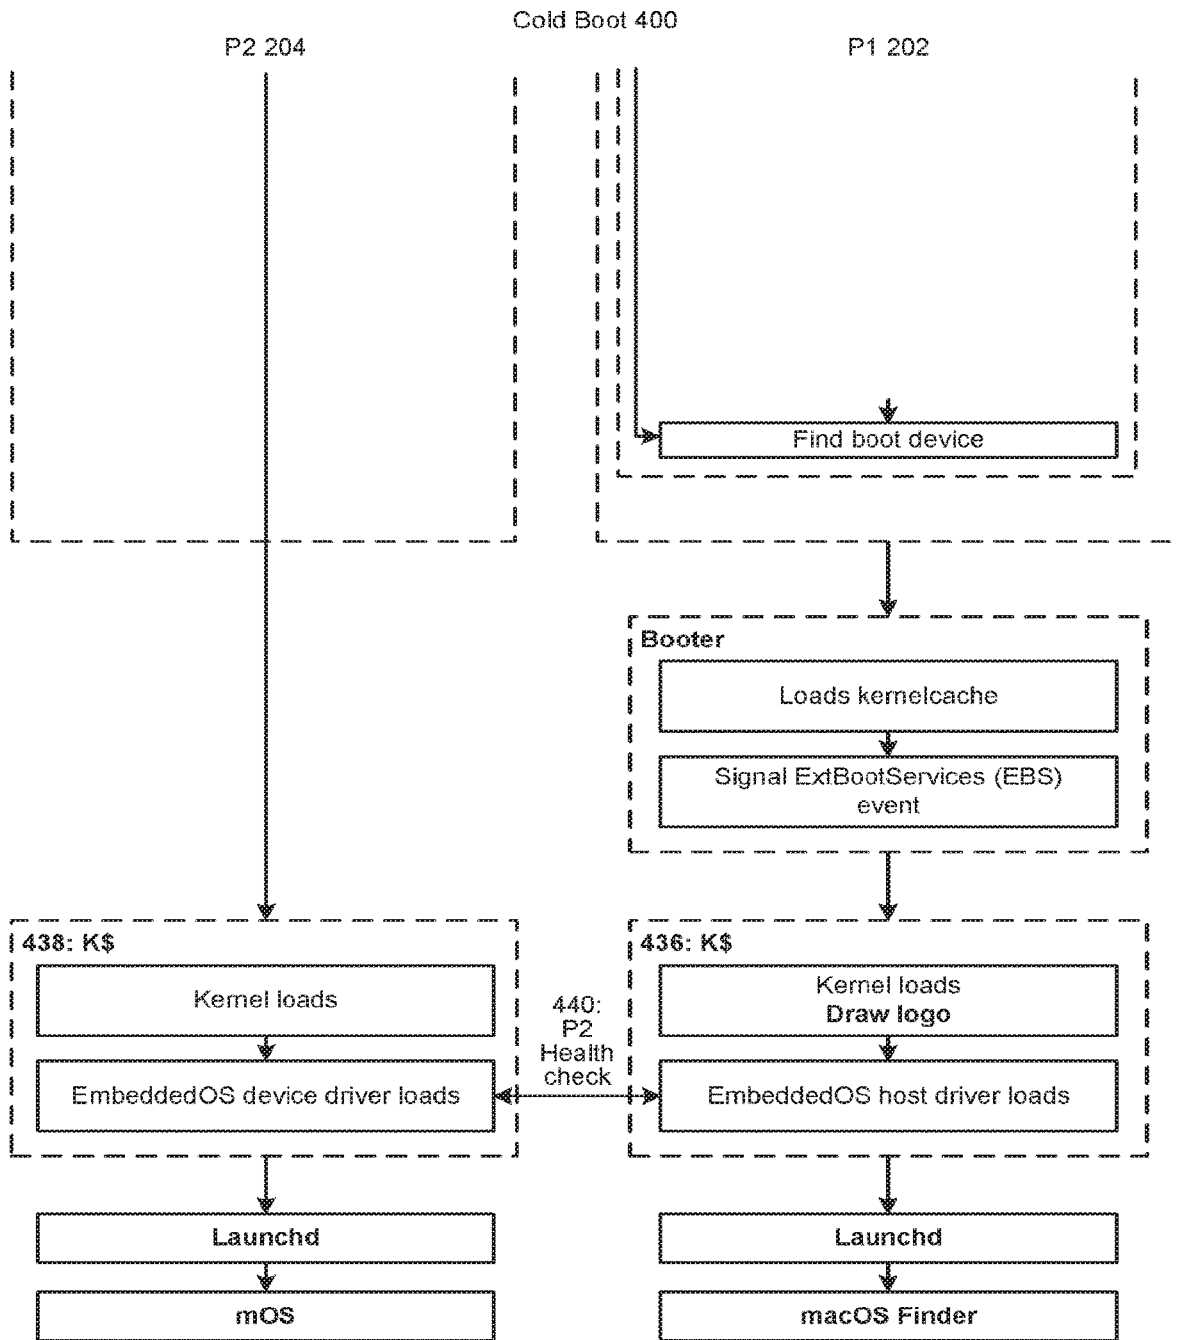 Cold Boot 400
P2 204
P1 202
Find boot device
Booter
Loads kernelcache
Signal ExtBootServices (EBS)
event
438: K$
Kernel loads
EmbeddedOS device driver loads
440:
P2
Health
check
436: K$
Kernel loads
Draw logo
EmbeddedOS host driver loads
Launchd
mOS
Launchd
macOS Finder